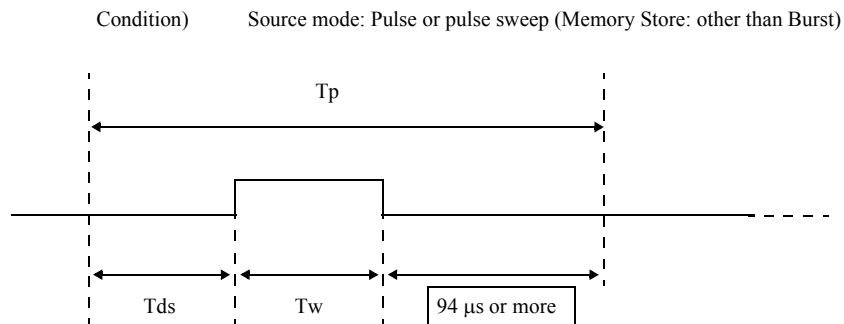 Condition) Source mode: Pulse or pulse sweep (Memory Store: other than Burst)
Tp
Tds Tw 94 μs or more